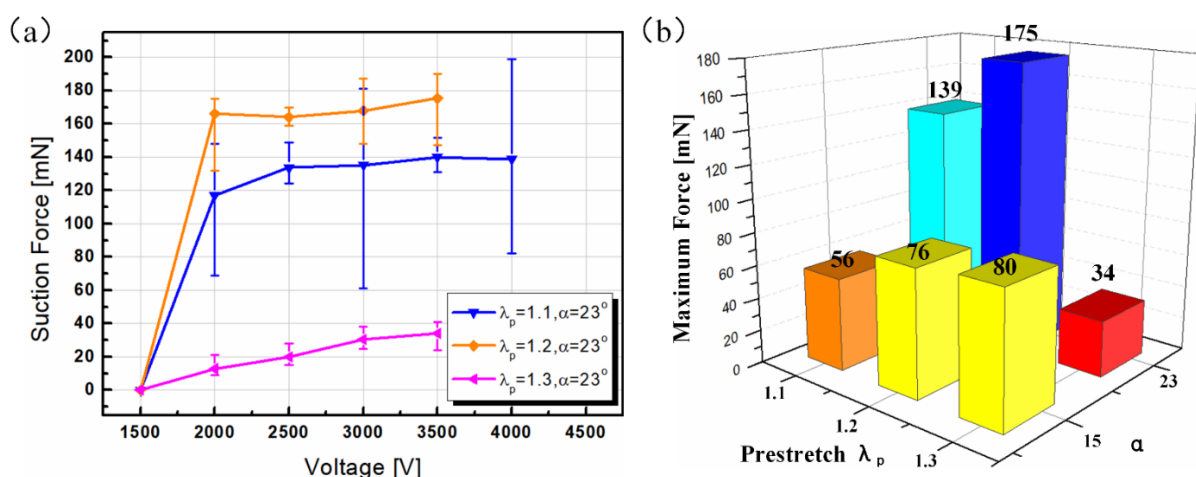 (a)
200
180
160
140
120
100
80
60
40
20
0
Suction Force [mN]
1500 2000 2500 3000 3500 4000 4500
Voltage [V]
λp=1.1,α=23°
λp=1.2,α=23°
λp=1.3,α=23°
(b)
180
160
140
120
100
80
60
40
20
0
Maximum Force [mN]
175
139
56
76
80
34
1.1
1.2
1.3
Prestretch λp
15
23
α